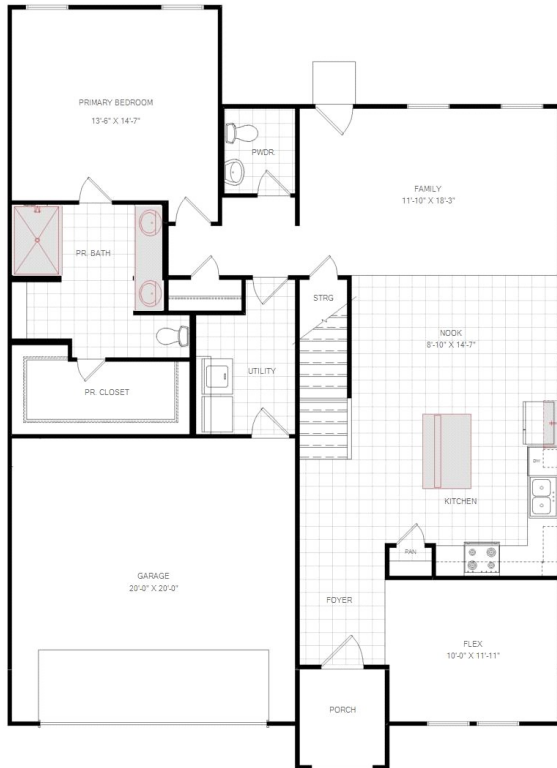 PRIMARY BEDROOM
13'-6" X 14'-7"
PWDR.
FAMILY
11'-10" X 18'-3"
PR. BATH
STRG
NOOK
8'-10" X 14'-7"
UTILITY
PR. CLOSET
KITCHEN
PAN
GARAGE
20'-0" X 20'-0"
FOYER
FLEX
10'-0" X 11'-11"
PORCH